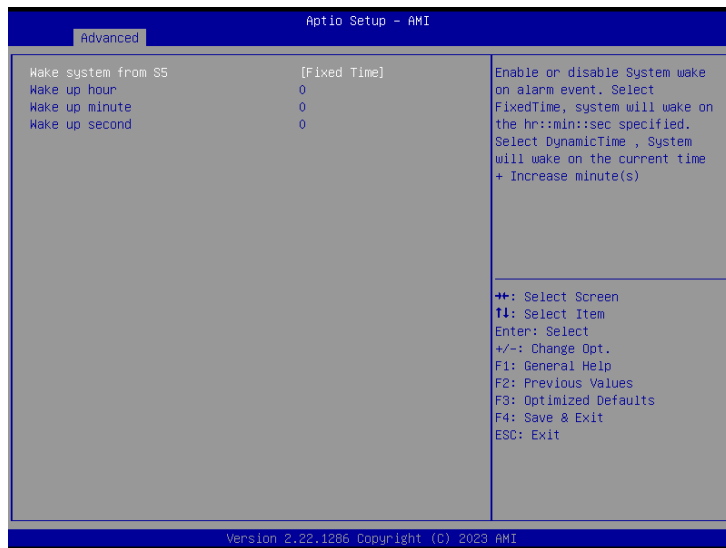 Aptio Setup – AMI
Advanced
Wake system from S5 [Fixed Time]
Wake up hour 0
Wake up minute 0
Wake up second 0
Enable or disable System wake
on alarm event. Select
FixedTime, system will wake on
the hr::min::sec specified.
Select DynamicTime , System
will wake on the current time
+ Increase minute(s)
→←: Select Screen
↑↓: Select Item
Enter: Select
+/-: Change Opt.
F1: General Help
F2: Previous Values
F3: Optimized Defaults
F4: Save & Exit
ESC: Exit
Version 2.22.1286 Copyright (C) 2023 AMI